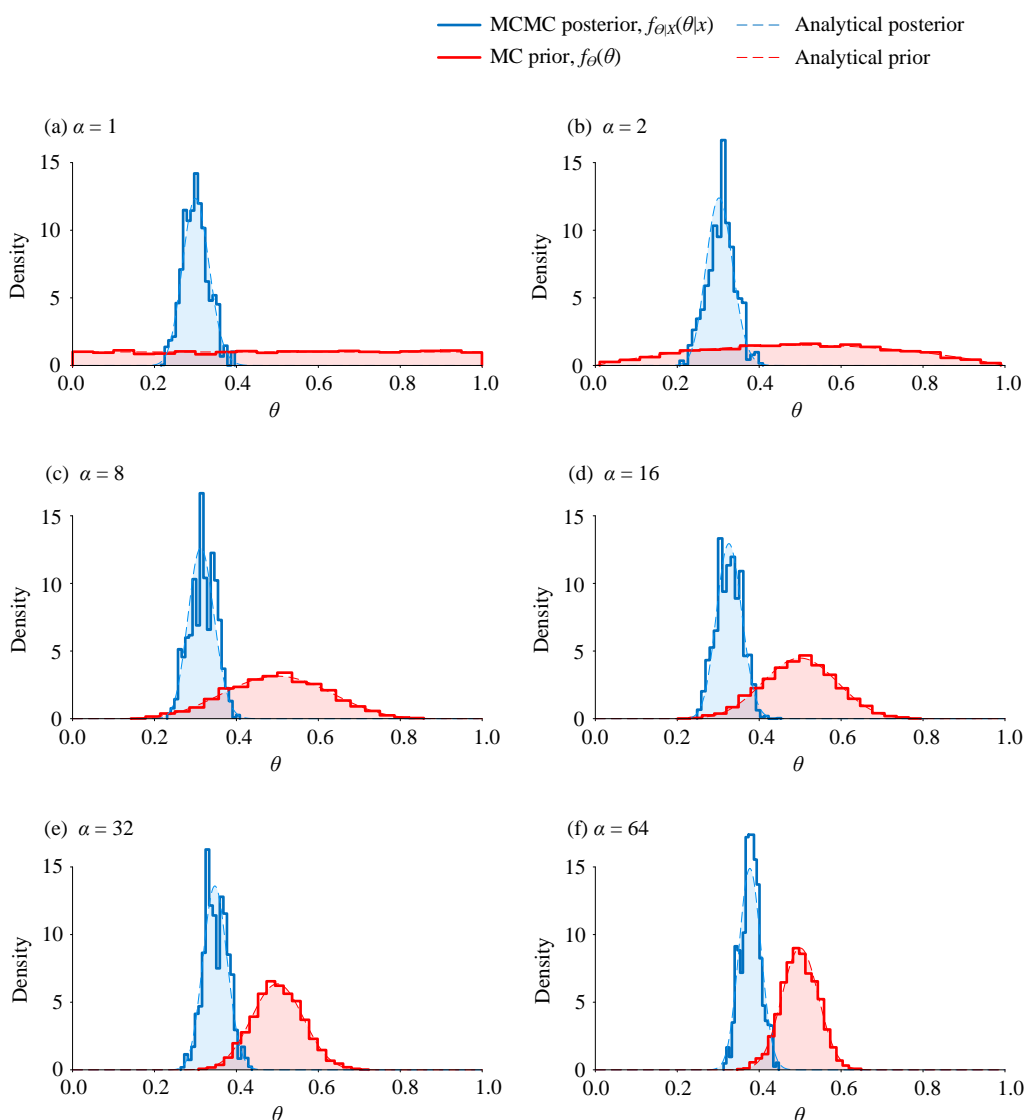 MCMC posterior, fΘ|X(θ|x) Analytical posterior
MC prior, fΘ(θ) Analytical prior
(a) α = 1
15
10
5
0
Density
0.0 0.2 0.4 0.6 0.8 1.0
θ
(b) α = 2
15
10
5
0
Density
0.0 0.2 0.4 0.6 0.8 1.0
θ
(c) α = 8
15
10
5
0
Density
0.0 0.2 0.4 0.6 0.8 1.0
θ
(d) α = 16
15
10
5
0
Density
0.0 0.2 0.4 0.6 0.8 1.0
θ
(e) α = 32
15
10
5
0
Density
0.0 0.2 0.4 0.6 0.8 1.0
θ
(f) α = 64
15
10
5
0
Density
0.0 0.2 0.4 0.6 0.8 1.0
θ